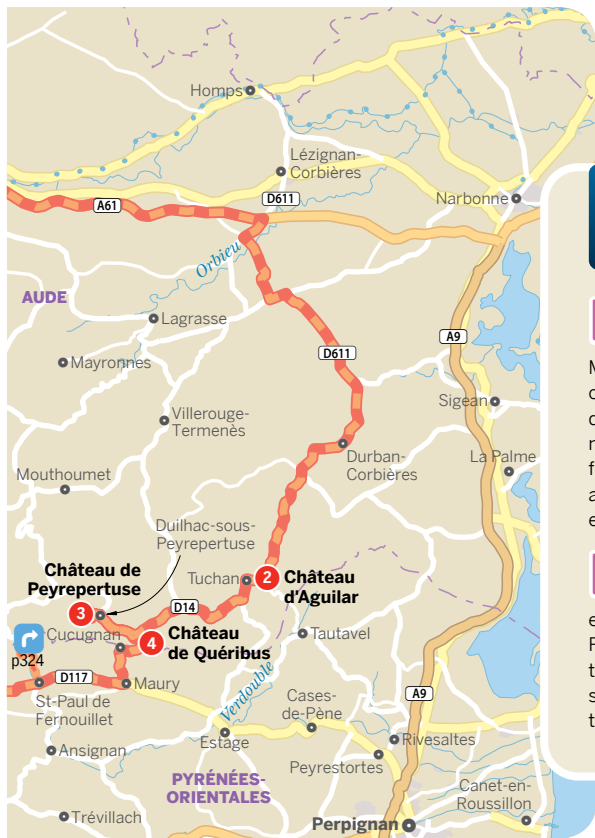 Homps
Lézignan-
Corbières
D611
A61
Narbonne
Orbieu
AUDE
Lagrasse
D611
A9
Mayronnes
Sigean
Villerouge-
Termenès
Durban-
Corbières
La Palme
Mouthoumet
Duilhac-sous-
Peyrepertuse
Château de
Peyrepertuse
3
Tuchan
2 Château
d'Aguilar
D14
Cucugnan
4 Château
de Quéribus
Tautavel
p324
D117
Maury
St-Paul de
Fernouillet
Verdouble
Cases-
de-Pène
A9
Ansignan
Estage
Rivesaltes
Peyrestortes
PYRÉNÉES-
ORIENTALES
Canet-en-
Roussillon
Trévillach
Perpignan